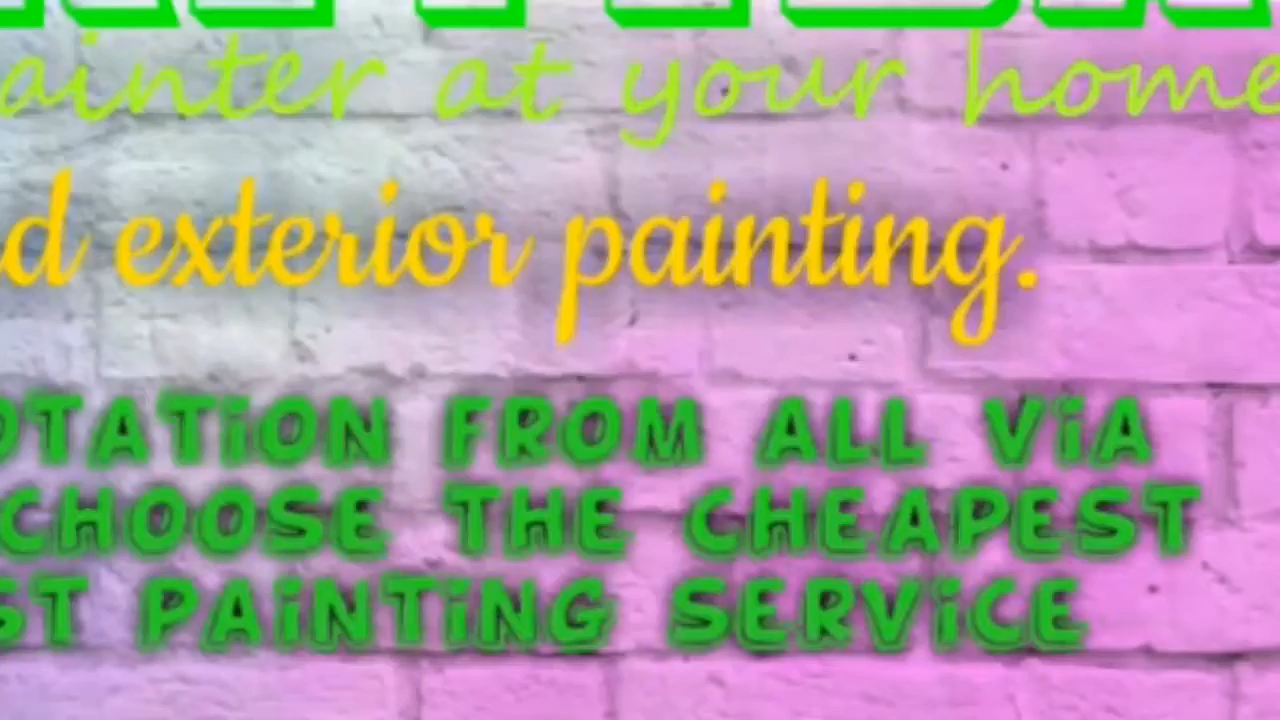 ainter at your home
d exterior painting.
OTATiON FROM ALL ViA
CHOOSE THE CHEAPEST
ST PAiNTiNG SERViCE